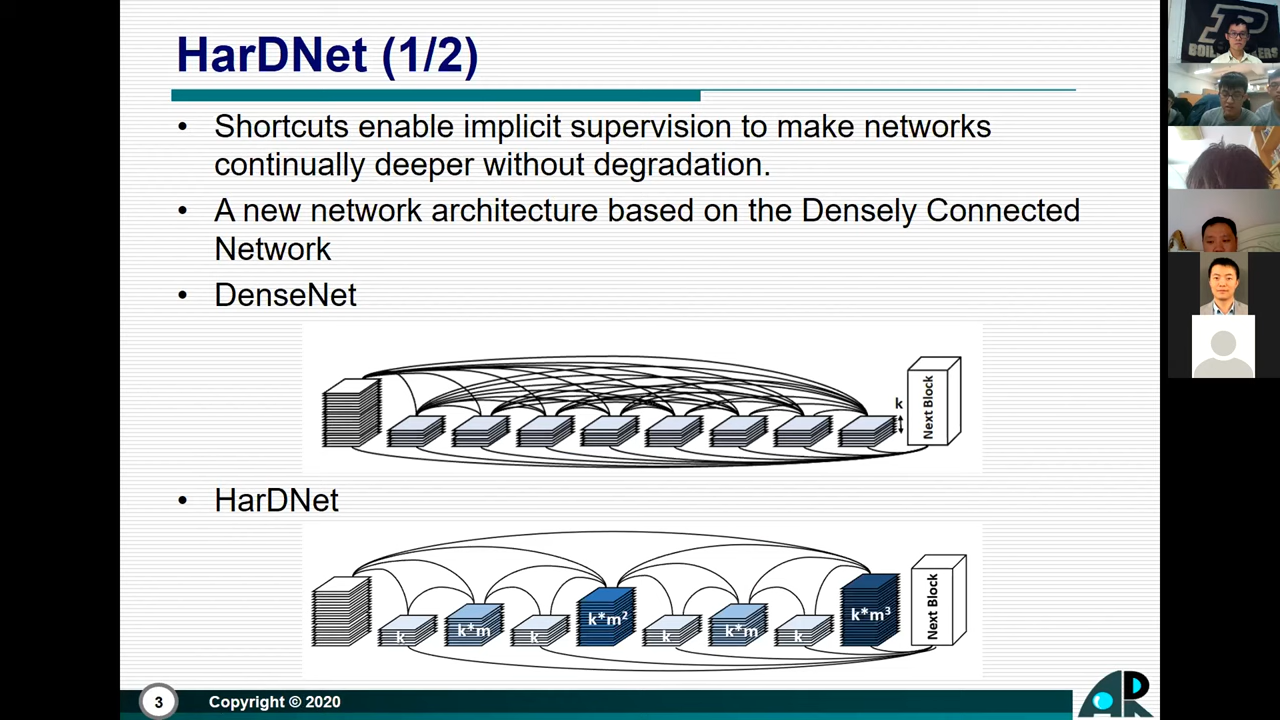 HarDNet (1/2)
• Shortcuts enable implicit supervision to make networks
continually deeper without degradation.
• A new network architecture based on the Densely Connected
Network
• DenseNet
k
Next Block
• HarDNet
k
k*m
k
k*m²
k
k*m
k
k*m³
Next Block
3
Copyright © 2020